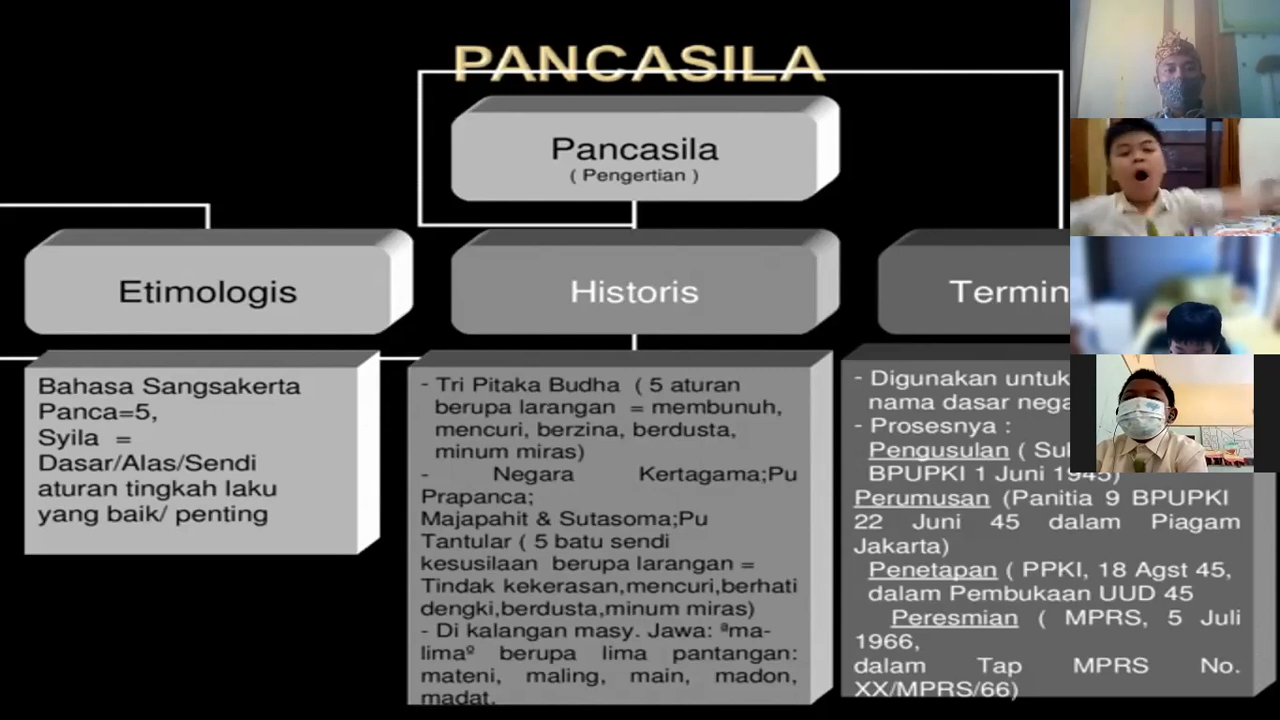 PANCASILA
Pancasila
( Pengertian )
Etimologis
Bahasa Sangsakerta
Panca=5,
Syila =
Dasar/Alas/Sendi
aturan tingkah laku
yang baik/ penting
Historis
- Tri Pitaka Budha ( 5 aturan
berupa larangan = membunuh,
mencuri, berzina, berdusta,
minum miras)
- Negara Kertagama;Pu
Prapanca;
Majapahit & Sutasoma;Pu
Tantular ( 5 batu sendi
kesusilaan berupa larangan =
Tindak kekerasan,mencuri,berhati
dengki,berdusta,minum miras)
- Di kalangan masy. Jawa: ªma-
limaº berupa lima pantangan:
mateni, maling, main, madon,
madat.
Termin
- Digunakan untuk
nama dasar nega
- Prosesnya :
Pengusulan ( Su
BPUPKI 1 Juni 1945)
Perumusan (Panitia 9 BPUPKI
22 Juni 45 dalam Piagam
Jakarta)
Penetapan ( PPKI, 18 Agst 45,
dalam Pembukaan UUD 45
Peresmian ( MPRS, 5 Juli
1966,
dalam Tap MPRS No.
XX/MPRS/66)